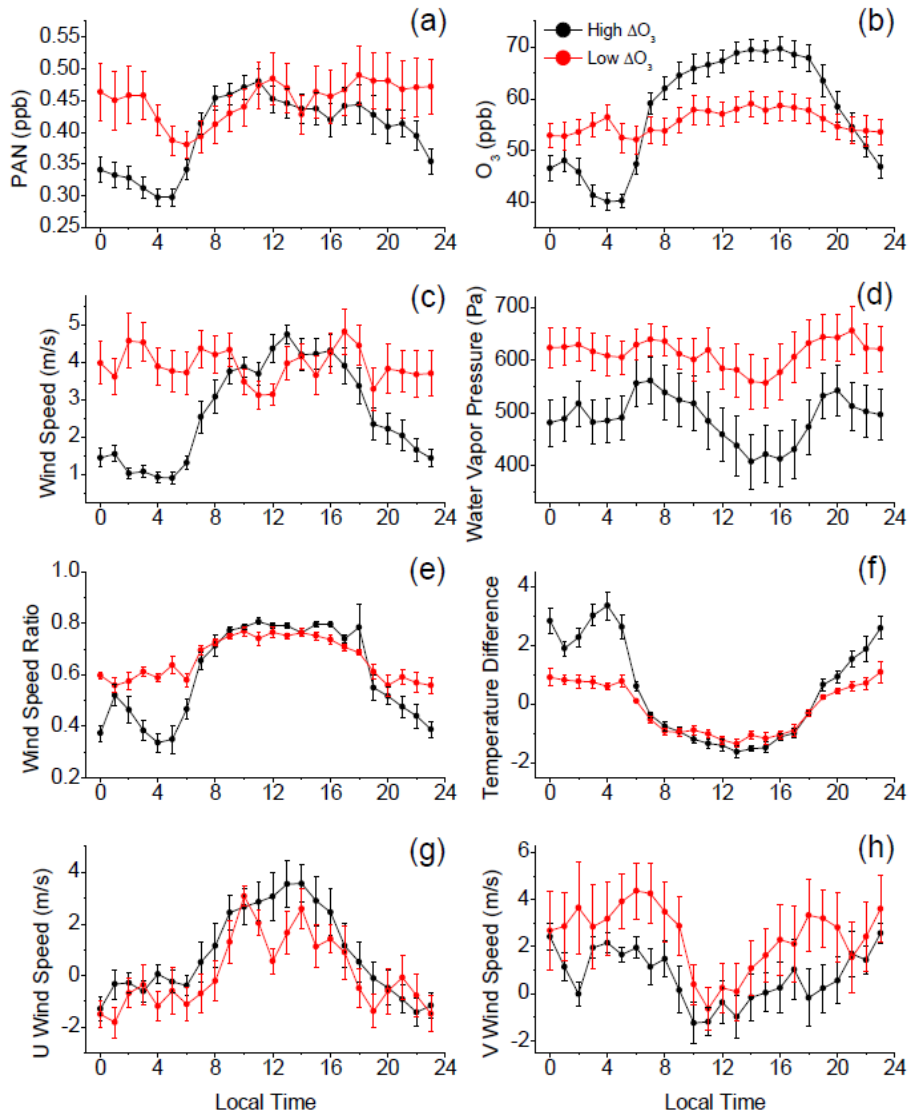 (a)
PAN (ppb)
0.55
0.50
0.45
0.40
0.35
0.30
0.25
0 4 8 12 16 20 24
(b)
High ΔO₃
Low ΔO₃
O₃ (ppb)
70
60
50
40
0 4 8 12 16 20 24
(c)
Wind Speed (m/s)
5
4
3
2
1
0 4 8 12 16 20 24
(d)
Water Vapor Pressure (Pa)
700
600
500
400
0 4 8 12 16 20 24
(e)
Wind Speed Ratio
1.0
0.8
0.6
0.4
0.2
0 4 8 12 16 20 24
(f)
Temperature Difference
4
2
0
-2
0 4 8 12 16 20 24
(g)
U Wind Speed (m/s)
4
2
0
-2
0 4 8 12 16 20 24
Local Time
(h)
V Wind Speed (m/s)
6
4
2
0
-2
0 4 8 12 16 20 24
Local Time